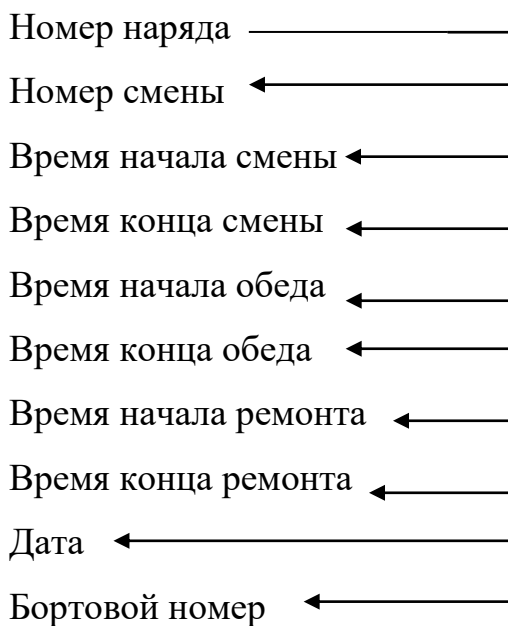 Номер наряда
Номер смены
Время начала смены
Время конца смены
Время начала обеда
Время конца обеда
Время начала ремонта
Время конца ремонта
Дата
Бортовой номер